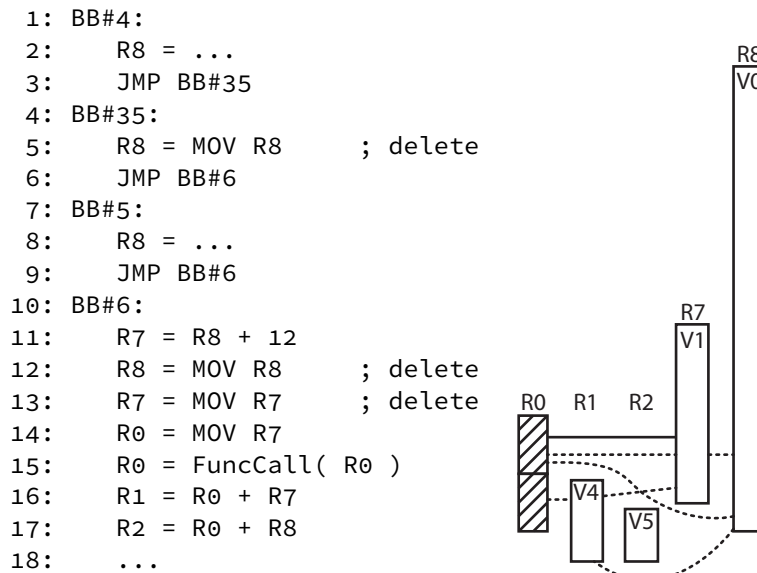 1: BB#4:
2: R8 = ...
3: JMP BB#35
4: BB#35:
5: R8 = MOV R8 ; delete
6: JMP BB#6
7: BB#5:
8: R8 = ...
9: JMP BB#6
10: BB#6:
11: R7 = R8 + 12
12: R8 = MOV R8 ; delete
13: R7 = MOV R7 ; delete
14: R0 = MOV R7
15: R0 = FuncCall( R0 )
16: R1 = R0 + R7
17: R2 = R0 + R8
18: ...
R8
V0
R7
V1
R0 R1 R2
V4
V5